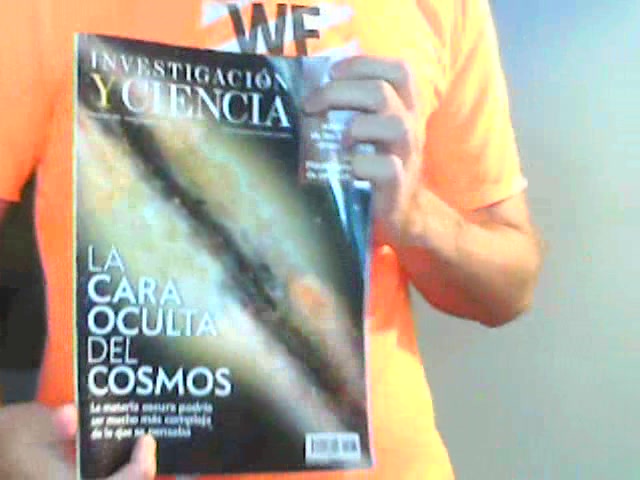 WE
INVESTIGACIÓN
Y CIENCIA
LA
CARA
OCULTA
DEL
COSMOS
La materia oscura podría
ser mucho más compleja
de lo que se pensaba